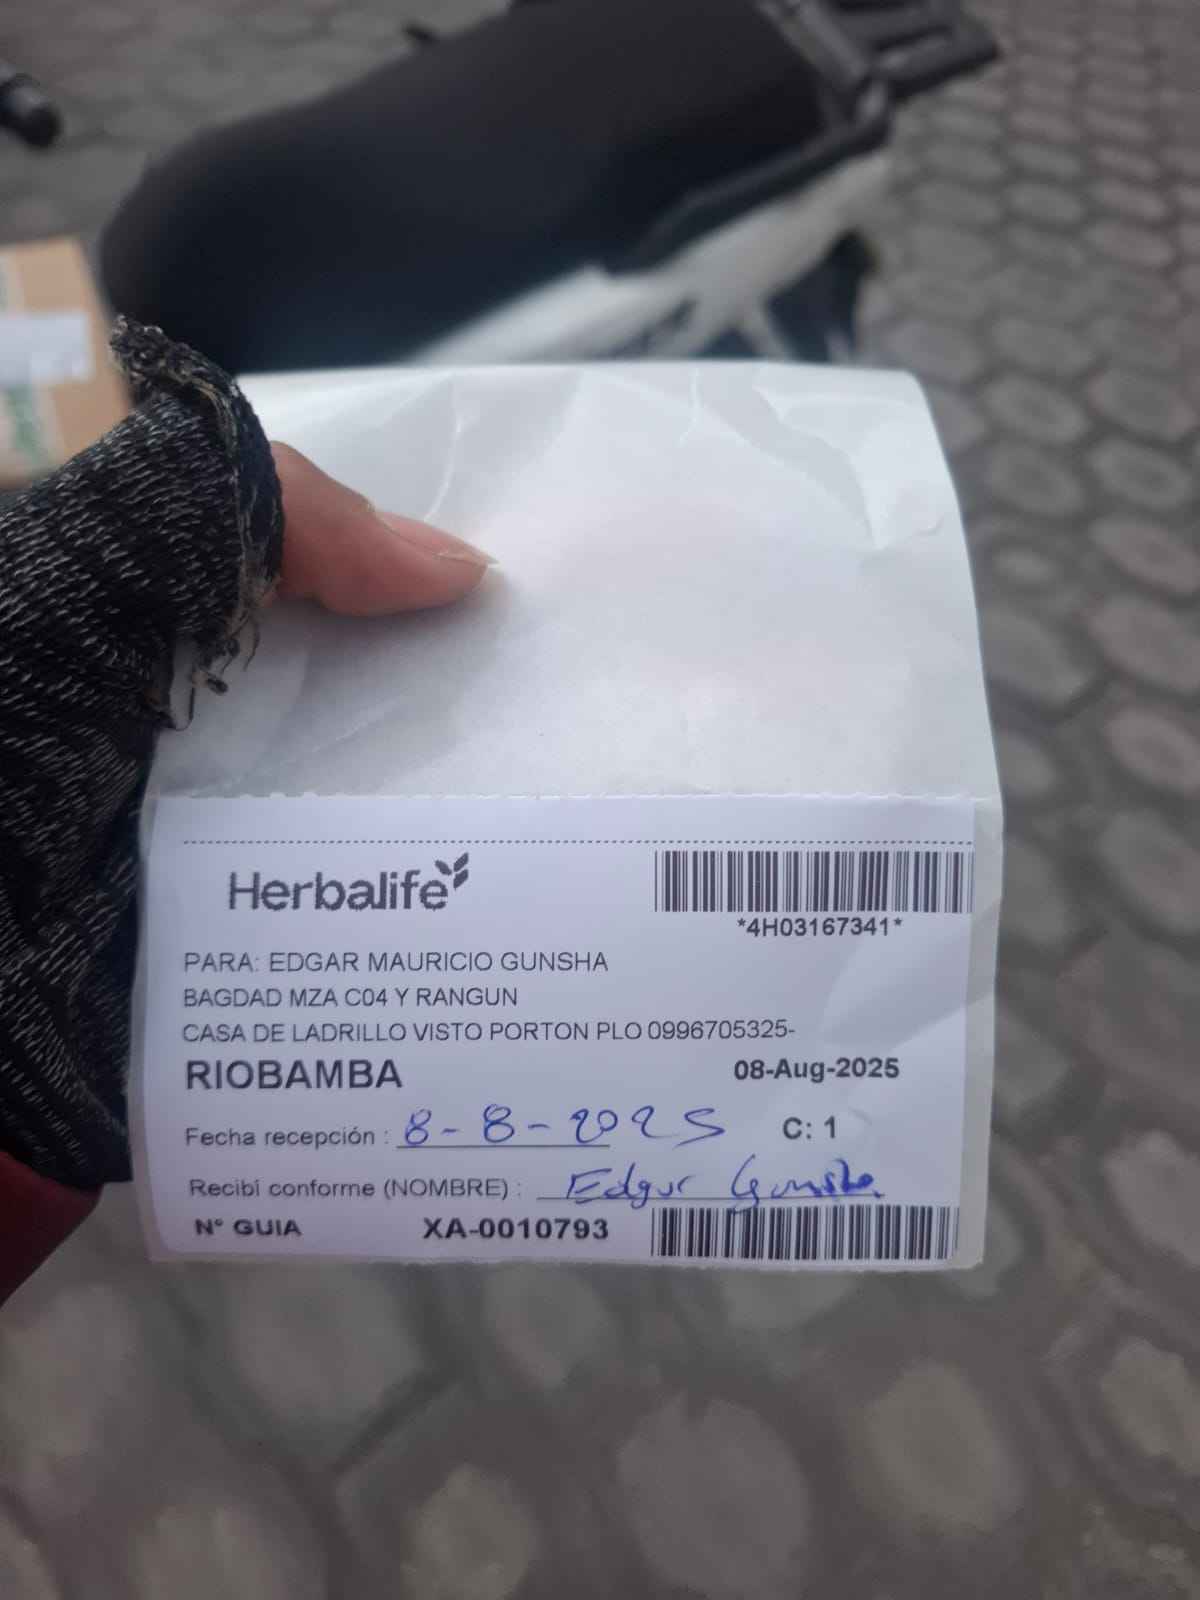 Herbalife
*4H03167341*
PARA: EDGAR MAURICIO GUNSHA
BAGDAD MZA C04 Y RANGUN
CASA DE LADRILLO VISTO PORTON PLO 0996705325-
RIOBAMBA 08-Aug-2025
Fecha recepción : 8-8-2025 C: 1
Recibí conforme (NOMBRE) : Edgar Gunsha
N° GUIA XA-0010793